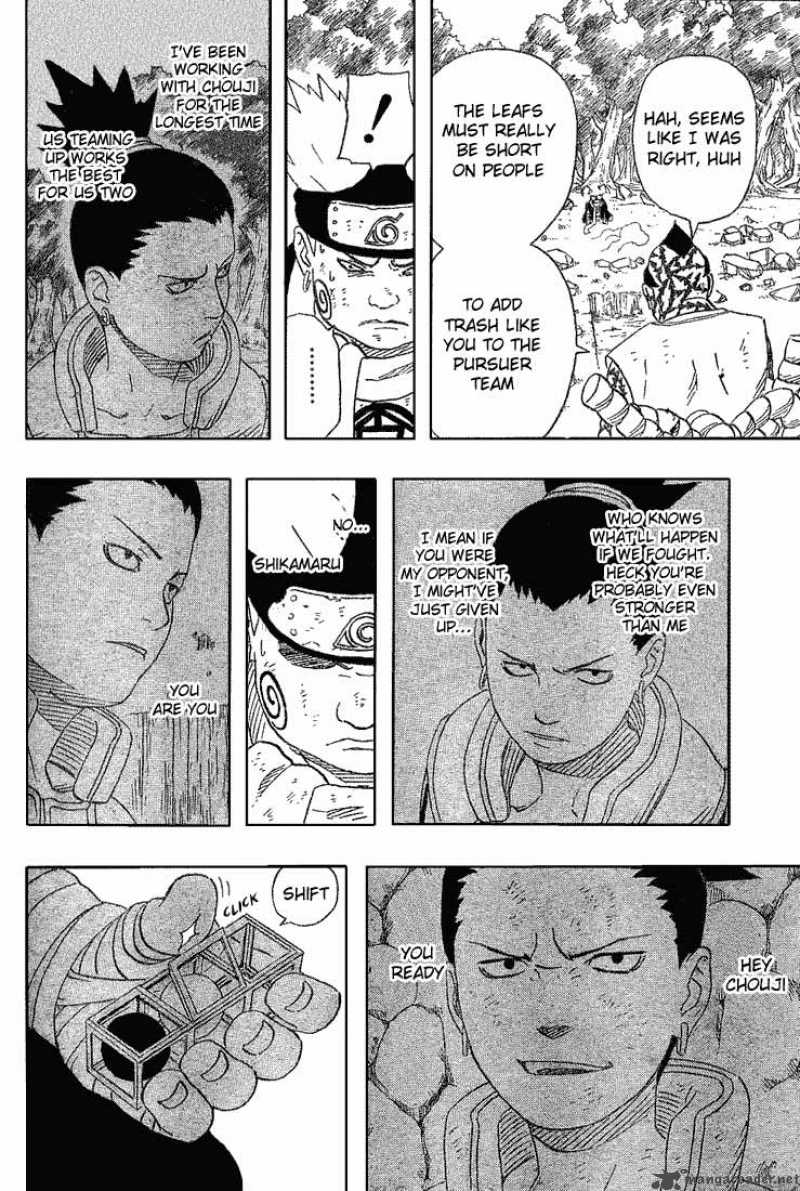 HAH, SEEMS
LIKE I WAS
RIGHT, HUH
THE LEAFS
MUST REALLY
BE SHORT
ON PEOPLE
TO ADD
TRASH LIKE
YOU TO THE
PURSUER
TEAM
!
.........
I'VE BEEN
WORKING
WITH CHOUJI
FOR THE
LONGEST TIME
US TEAMING
UP WORKS
THE BEST
FOR US TWO
WHO KNOWS
WHAT'LL HAPPEN
IF WE FOUGHT.
HECK YOU'RE
PROBABLY EVEN
STRONGER
THAN ME
I MEAN IF
YOU WERE
MY OPPONENT,
I MIGHT'VE
JUST GIVEN
UP...
NO...
SHIKAMARU
YOU
ARE YOU
HEY
CHOUJI
YOU
READY
SHIFT
CLICK
mangareader.net